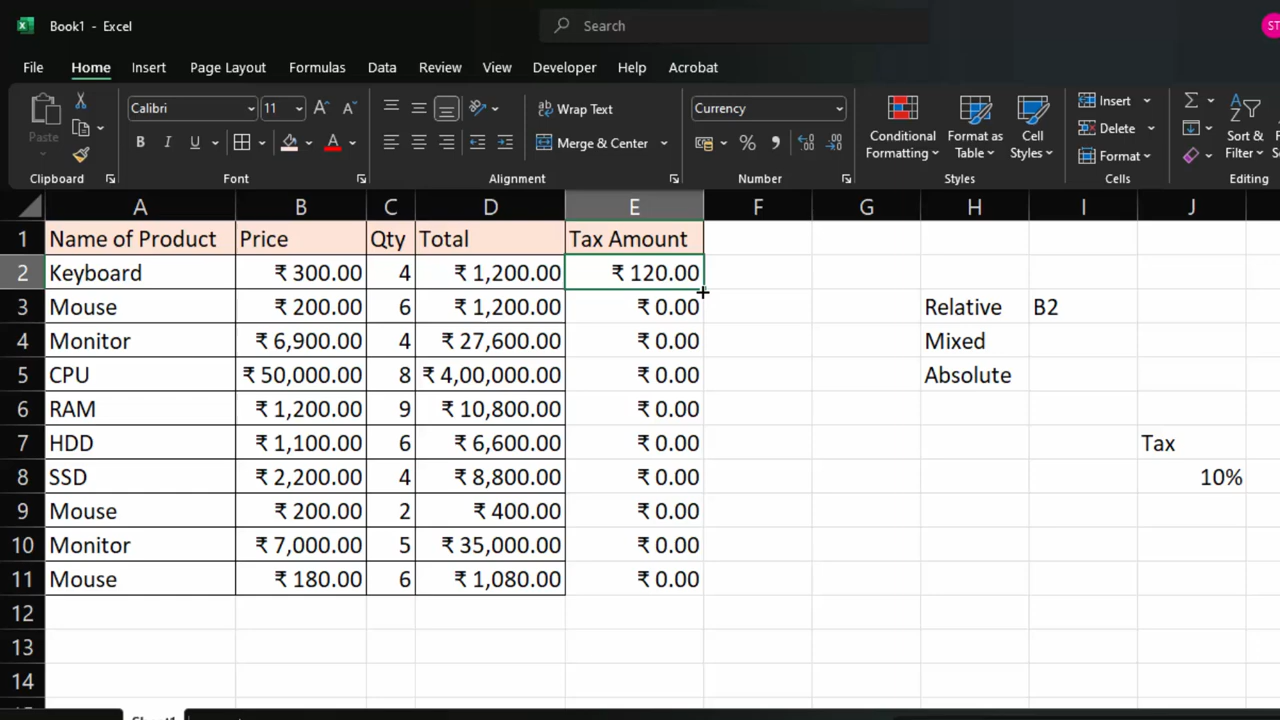 Book1 - Excel
Search
ST
File Home Insert Page Layout Formulas Data Review View Developer Help Acrobat
Paste
Calibri 11
Wrap Text
Merge & Center
Currency
Conditional Formatting
Format as Table
Cell Styles
Insert
Delete
Format
Sort & Filter
Clipboard Font Alignment Number Styles Cells Editing
A B C D E F G H I J
1 Name of Product Price Qty Total Tax Amount
2 Keyboard ₹ 300.00 4 ₹ 1,200.00 ₹ 120.00
3 Mouse ₹ 200.00 6 ₹ 1,200.00 ₹ 0.00 Relative B2
4 Monitor ₹ 6,900.00 4 ₹ 27,600.00 ₹ 0.00 Mixed
5 CPU ₹ 50,000.00 8 ₹ 4,00,000.00 ₹ 0.00 Absolute
6 RAM ₹ 1,200.00 9 ₹ 10,800.00 ₹ 0.00
7 HDD ₹ 1,100.00 6 ₹ 6,600.00 ₹ 0.00 Tax
8 SSD ₹ 2,200.00 4 ₹ 8,800.00 ₹ 0.00 10%
9 Mouse ₹ 200.00 2 ₹ 400.00 ₹ 0.00
10 Monitor ₹ 7,000.00 5 ₹ 35,000.00 ₹ 0.00
11 Mouse ₹ 180.00 6 ₹ 1,080.00 ₹ 0.00
12
13
14